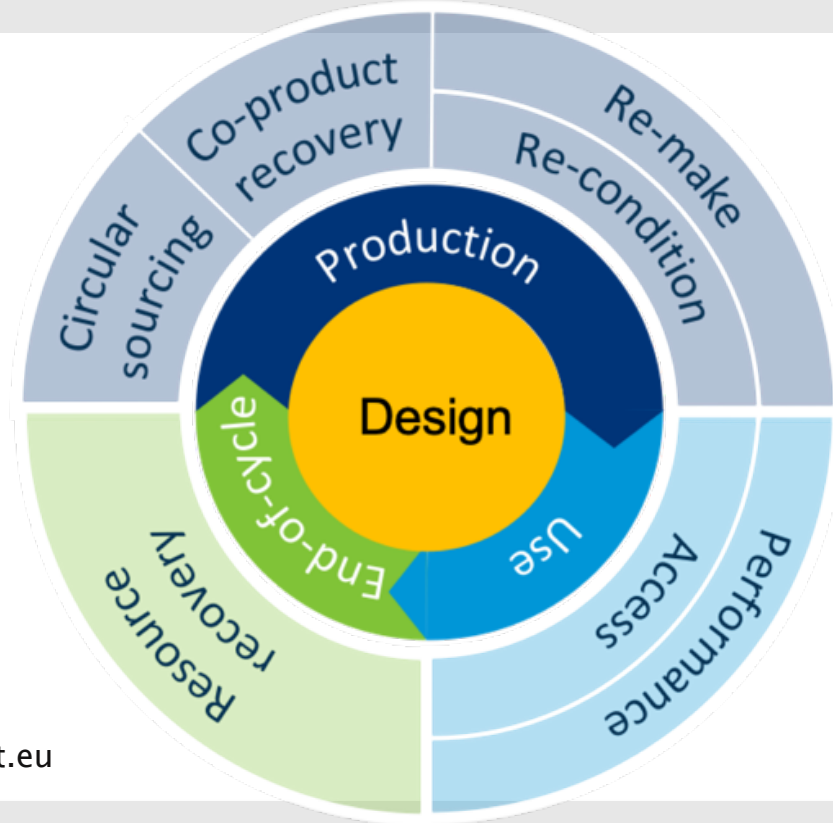 Co-product
recovery
Re-make
Re-condition
Circular
sourcing
Production
Design
End-of-cycle
Use
Resource
recovery
Access
Performance
t.eu